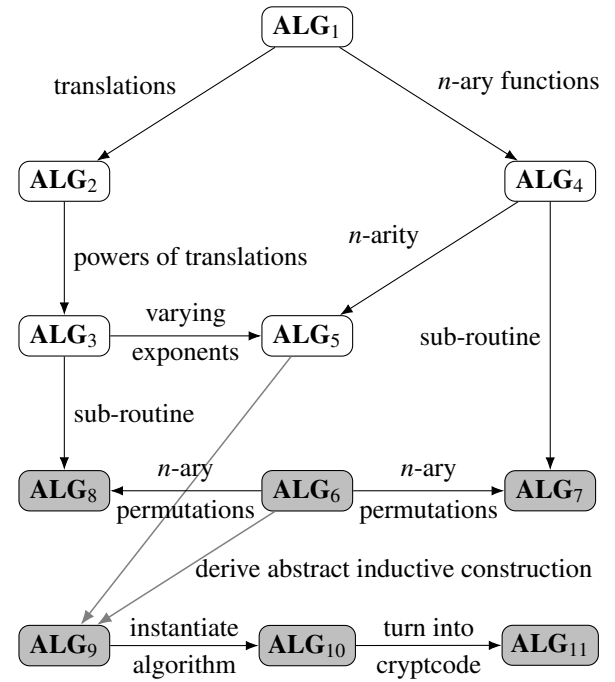 ALG₁
translations
n-ary functions
ALG₂
ALG₄
n-arity
powers of translations
varying
ALG₃
ALG₅
exponents
sub-routine
sub-routine
n-ary
n-ary
ALG₈
ALG₆
ALG₇
permutations
permutations
derive abstract inductive construction
instantiate
turn into
ALG₉
ALG₁₀
ALG₁₁
algorithm
cryptcode